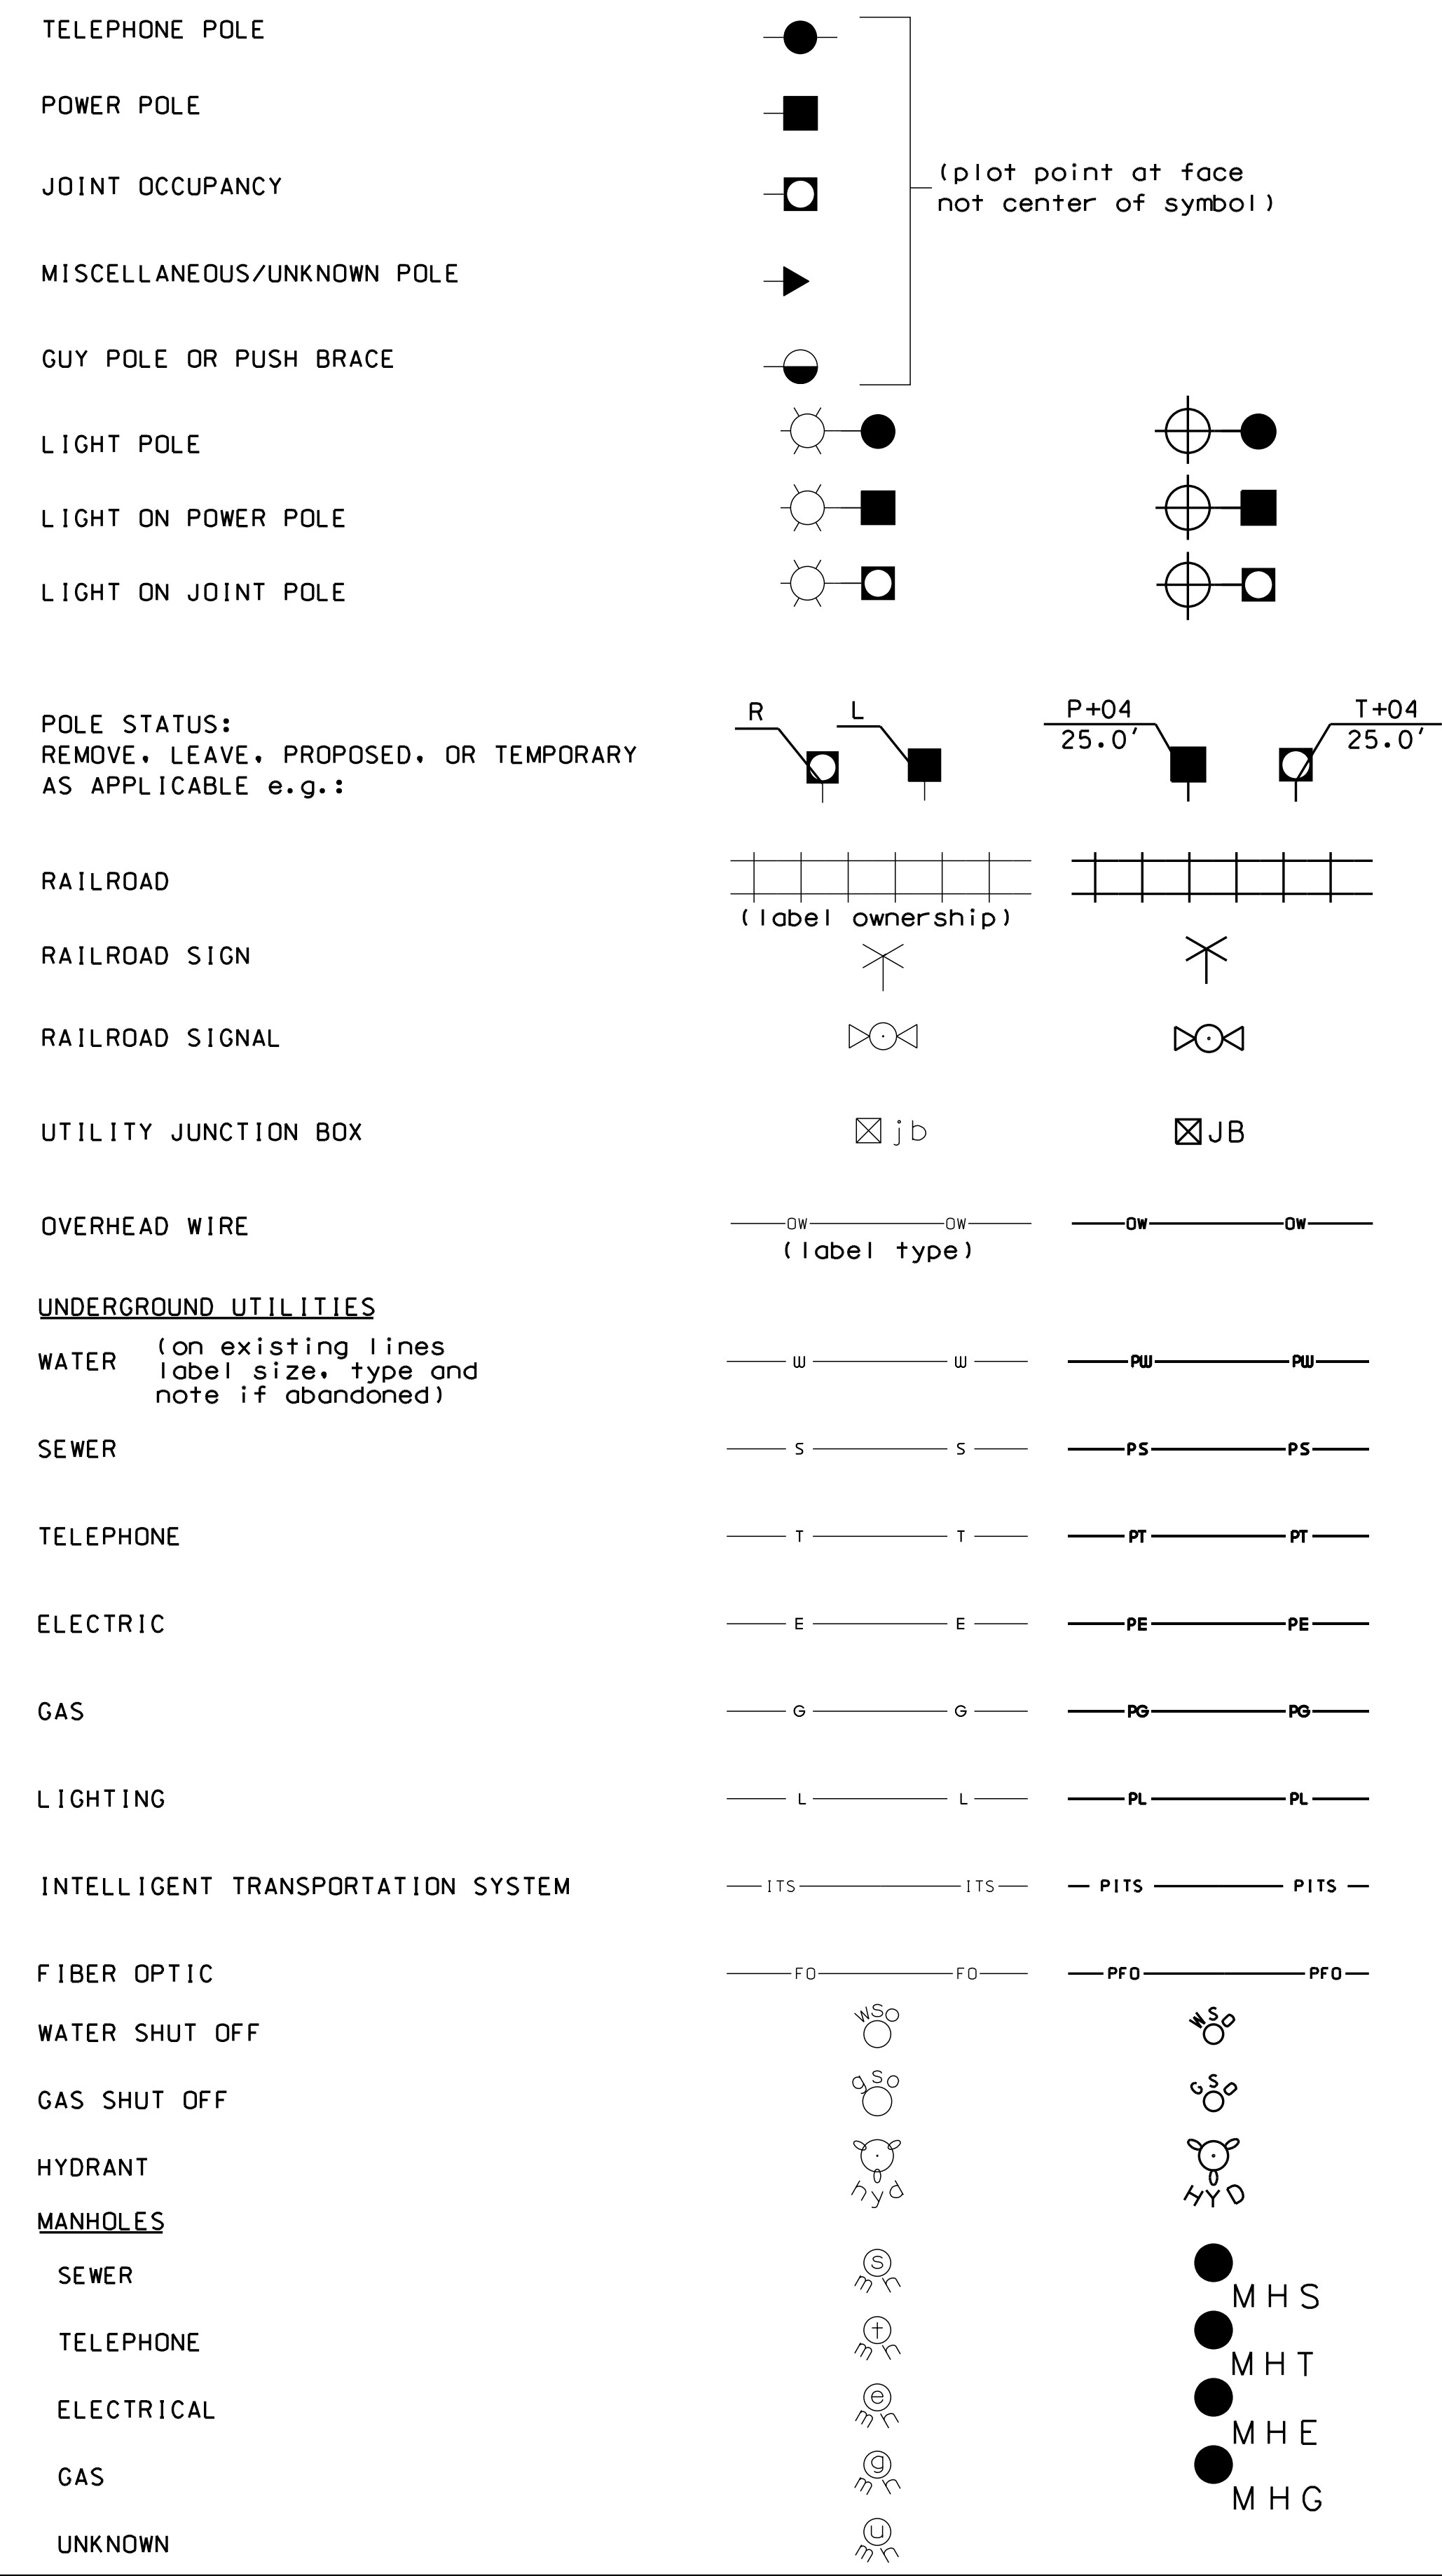 TELEPHONE POLE
POWER POLE
JOINT OCCUPANCY
(plot point at face
not center of symbol)
MISCELLANEOUS/UNKNOWN POLE
GUY POLE OR PUSH BRACE
LIGHT POLE
LIGHT ON POWER POLE
LIGHT ON JOINT POLE
POLE STATUS:
REMOVE, LEAVE, PROPOSED, OR TEMPORARY
AS APPLICABLE e.g.:
R L P+04 T+04
25.0' 25.0'
RAILROAD
(label ownership)
RAILROAD SIGN
RAILROAD SIGNAL
UTILITY JUNCTION BOX jb JB
OVERHEAD WIRE OW OW OW OW
(label type)
UNDERGROUND UTILITIES
WATER (on existing lines
label size, type and
note if abandoned)
W W PW PW
SEWER S S PS PS
TELEPHONE T T PT PT
ELECTRIC E E PE PE
GAS G G PG PG
LIGHTING L L PL PL
INTELLIGENT TRANSPORTATION SYSTEM ITS ITS PITS PITS
FIBER OPTIC FO FO PFO PFO
WATER SHUT OFF wso WSO
GAS SHUT OFF gso GSO
HYDRANT hyd HYD
MANHOLES
SEWER s mh MHS
TELEPHONE t mh MHT
ELECTRICAL e mh MHE
GAS g mh MHG
UNKNOWN u mh